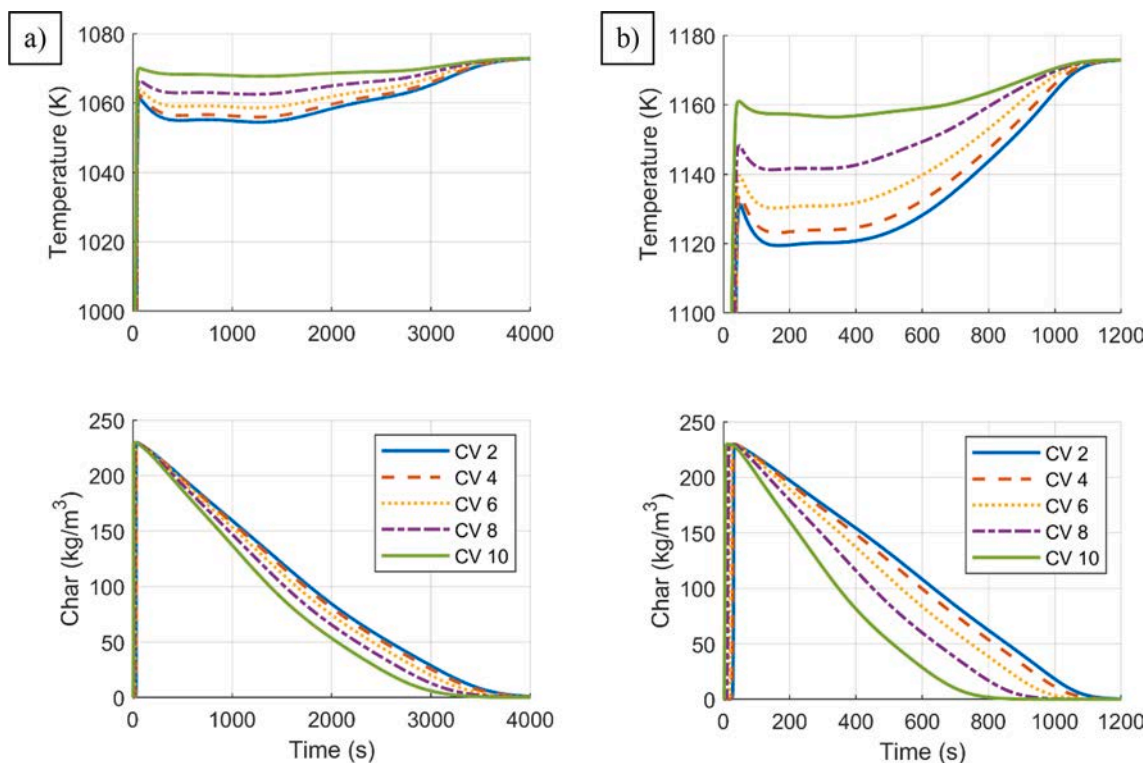 a)
1080
1060
1040
1020
1000
Temperature (K)
0 1000 2000 3000 4000
b)
1180
1160
1140
1120
1100
Temperature (K)
0 200 400 600 800 1000 1200
250
200
150
100
50
0
Char (kg/m³)
CV 2
CV 4
CV 6
CV 8
CV 10
0 1000 2000 3000 4000
Time (s)
250
200
150
100
50
0
Char (kg/m³)
CV 2
CV 4
CV 6
CV 8
CV 10
0 200 400 600 800 1000 1200
Time (s)